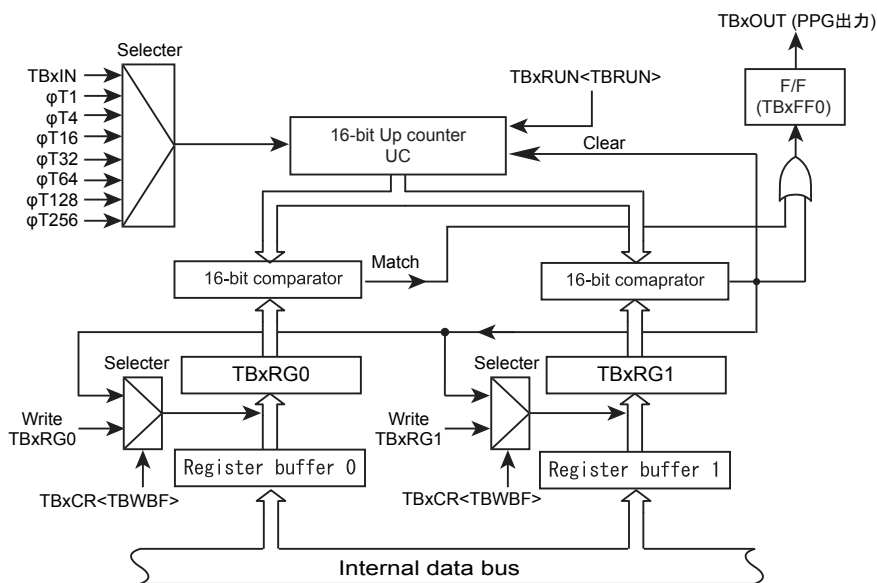 TBxOUT (PPG出力)
Selecter
TBxIN
φT1
φT4
φT16
φT32
φT64
φT128
φT256
TBxRUN<TBRUN>
F/F
(TBxFF0)
16-bit Up counter
UC
Clear
16-bit comparator
Match
16-bit comaprator
Selecter
TBxRG0
Selecter
TBxRG1
Write
TBxRG0
Write
TBxRG1
Register buffer 0
Register buffer 1
TBxCR<TBWBF>
TBxCR<TBWBF>
Internal data bus